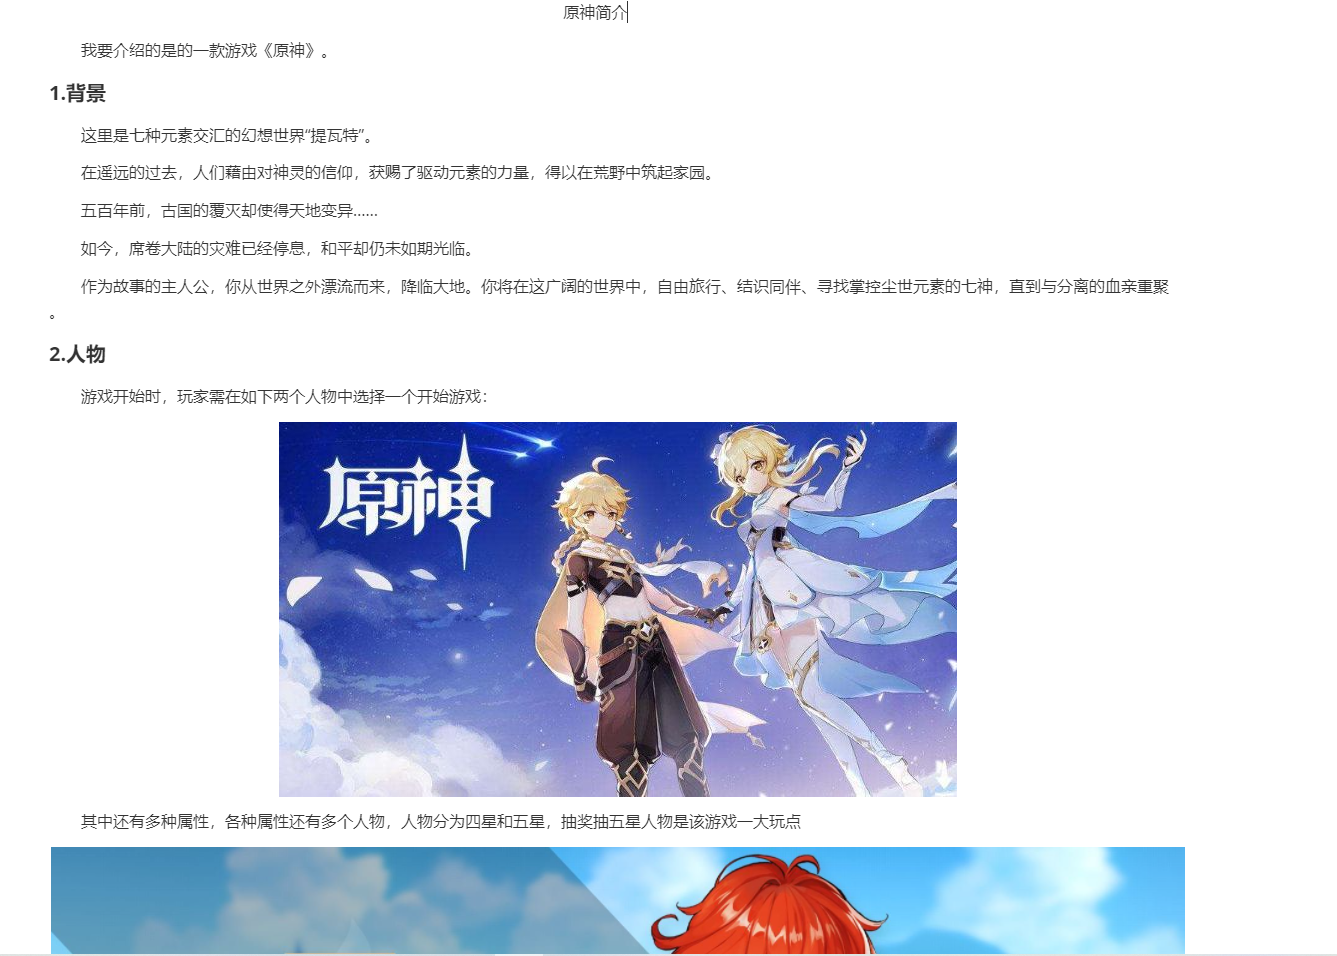 原神简介
我要介绍的是的一款游戏《原神》。
1.背景
这里是七种元素交汇的幻想世界“提瓦特”。
在遥远的过去，人们藉由对神灵的信仰，获赐了驱动元素的力量，得以在荒野中筑起家园。
五百年前，古国的覆灭却使得天地变异……
如今，席卷大陆的灾难已经停息，和平却仍未如期光临。
作为故事的主人公，你从世界之外漂流而来，降临大地。你将在这广阔的世界中，自由旅行、结识同伴、寻找掌控尘世元素的七神，直到与分离的血亲重聚
。
2.人物
游戏开始时，玩家需在如下两个人物中选择一个开始游戏：
原神
其中还有多种属性，各种属性还有多个人物，人物分为四星和五星，抽奖抽五星人物是该游戏一大玩点